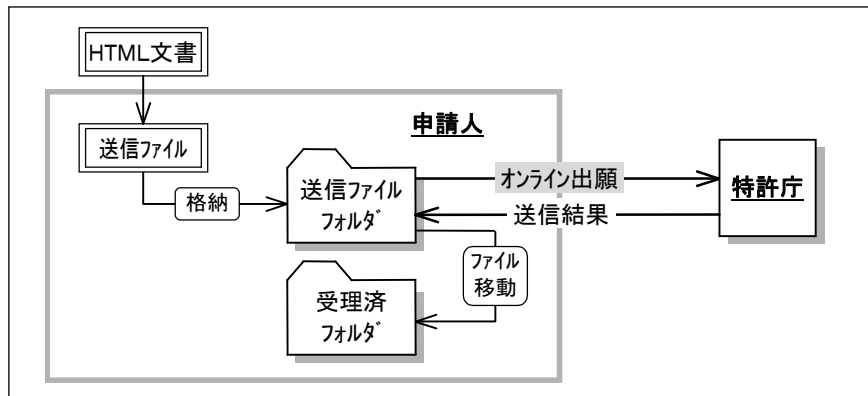 HTML文書
申請人
送信ファイル
格納
送信ファイル
フォルダ
オンライン出願
送信結果
特許庁
ファイル
移動
受理済
フォルダ